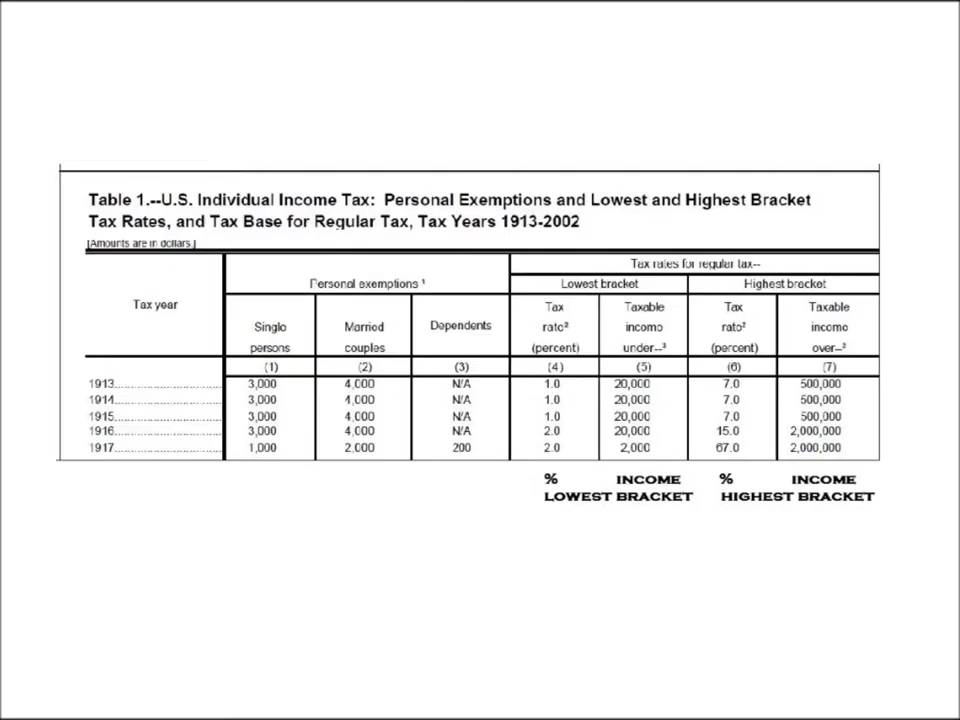 Table 1.--U.S. Individual Income Tax: Personal Exemptions and Lowest and Highest Bracket
Tax Rates, and Tax Base for Regular Tax, Tax Years 1913-2002
[Amounts are in dollars.]
Tax rates for regular tax--
Personal exemptions ¹ Lowest bracket Highest bracket
Tax year Tax Taxable Tax Taxable
Single Married Dependents rate² income rate² income
persons couples (percent) under--³ (percent) over--²
(1) (2) (3) (4) (5) (6) (7)
1913 3,000 4,000 N/A 1.0 20,000 7.0 500,000
1914 3,000 4,000 N/A 1.0 20,000 7.0 500,000
1915 3,000 4,000 N/A 1.0 20,000 7.0 500,000
1916 3,000 4,000 N/A 2.0 20,000 15.0 2,000,000
1917 1,000 2,000 200 2.0 2,000 67.0 2,000,000
% INCOME % INCOME
LOWEST BRACKET HIGHEST BRACKET